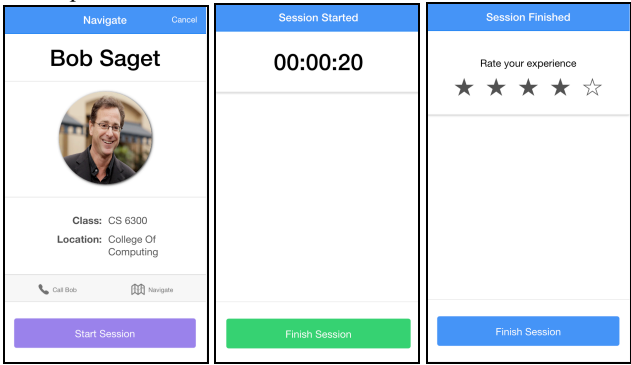 Navigate Cancel
Bob Saget
Class: CS 6300
Location: College Of
Computing
Call Bob Navigate
Start Session
Session Started
00:00:20
Finish Session
Session Finished
Rate your experience
Finish Session